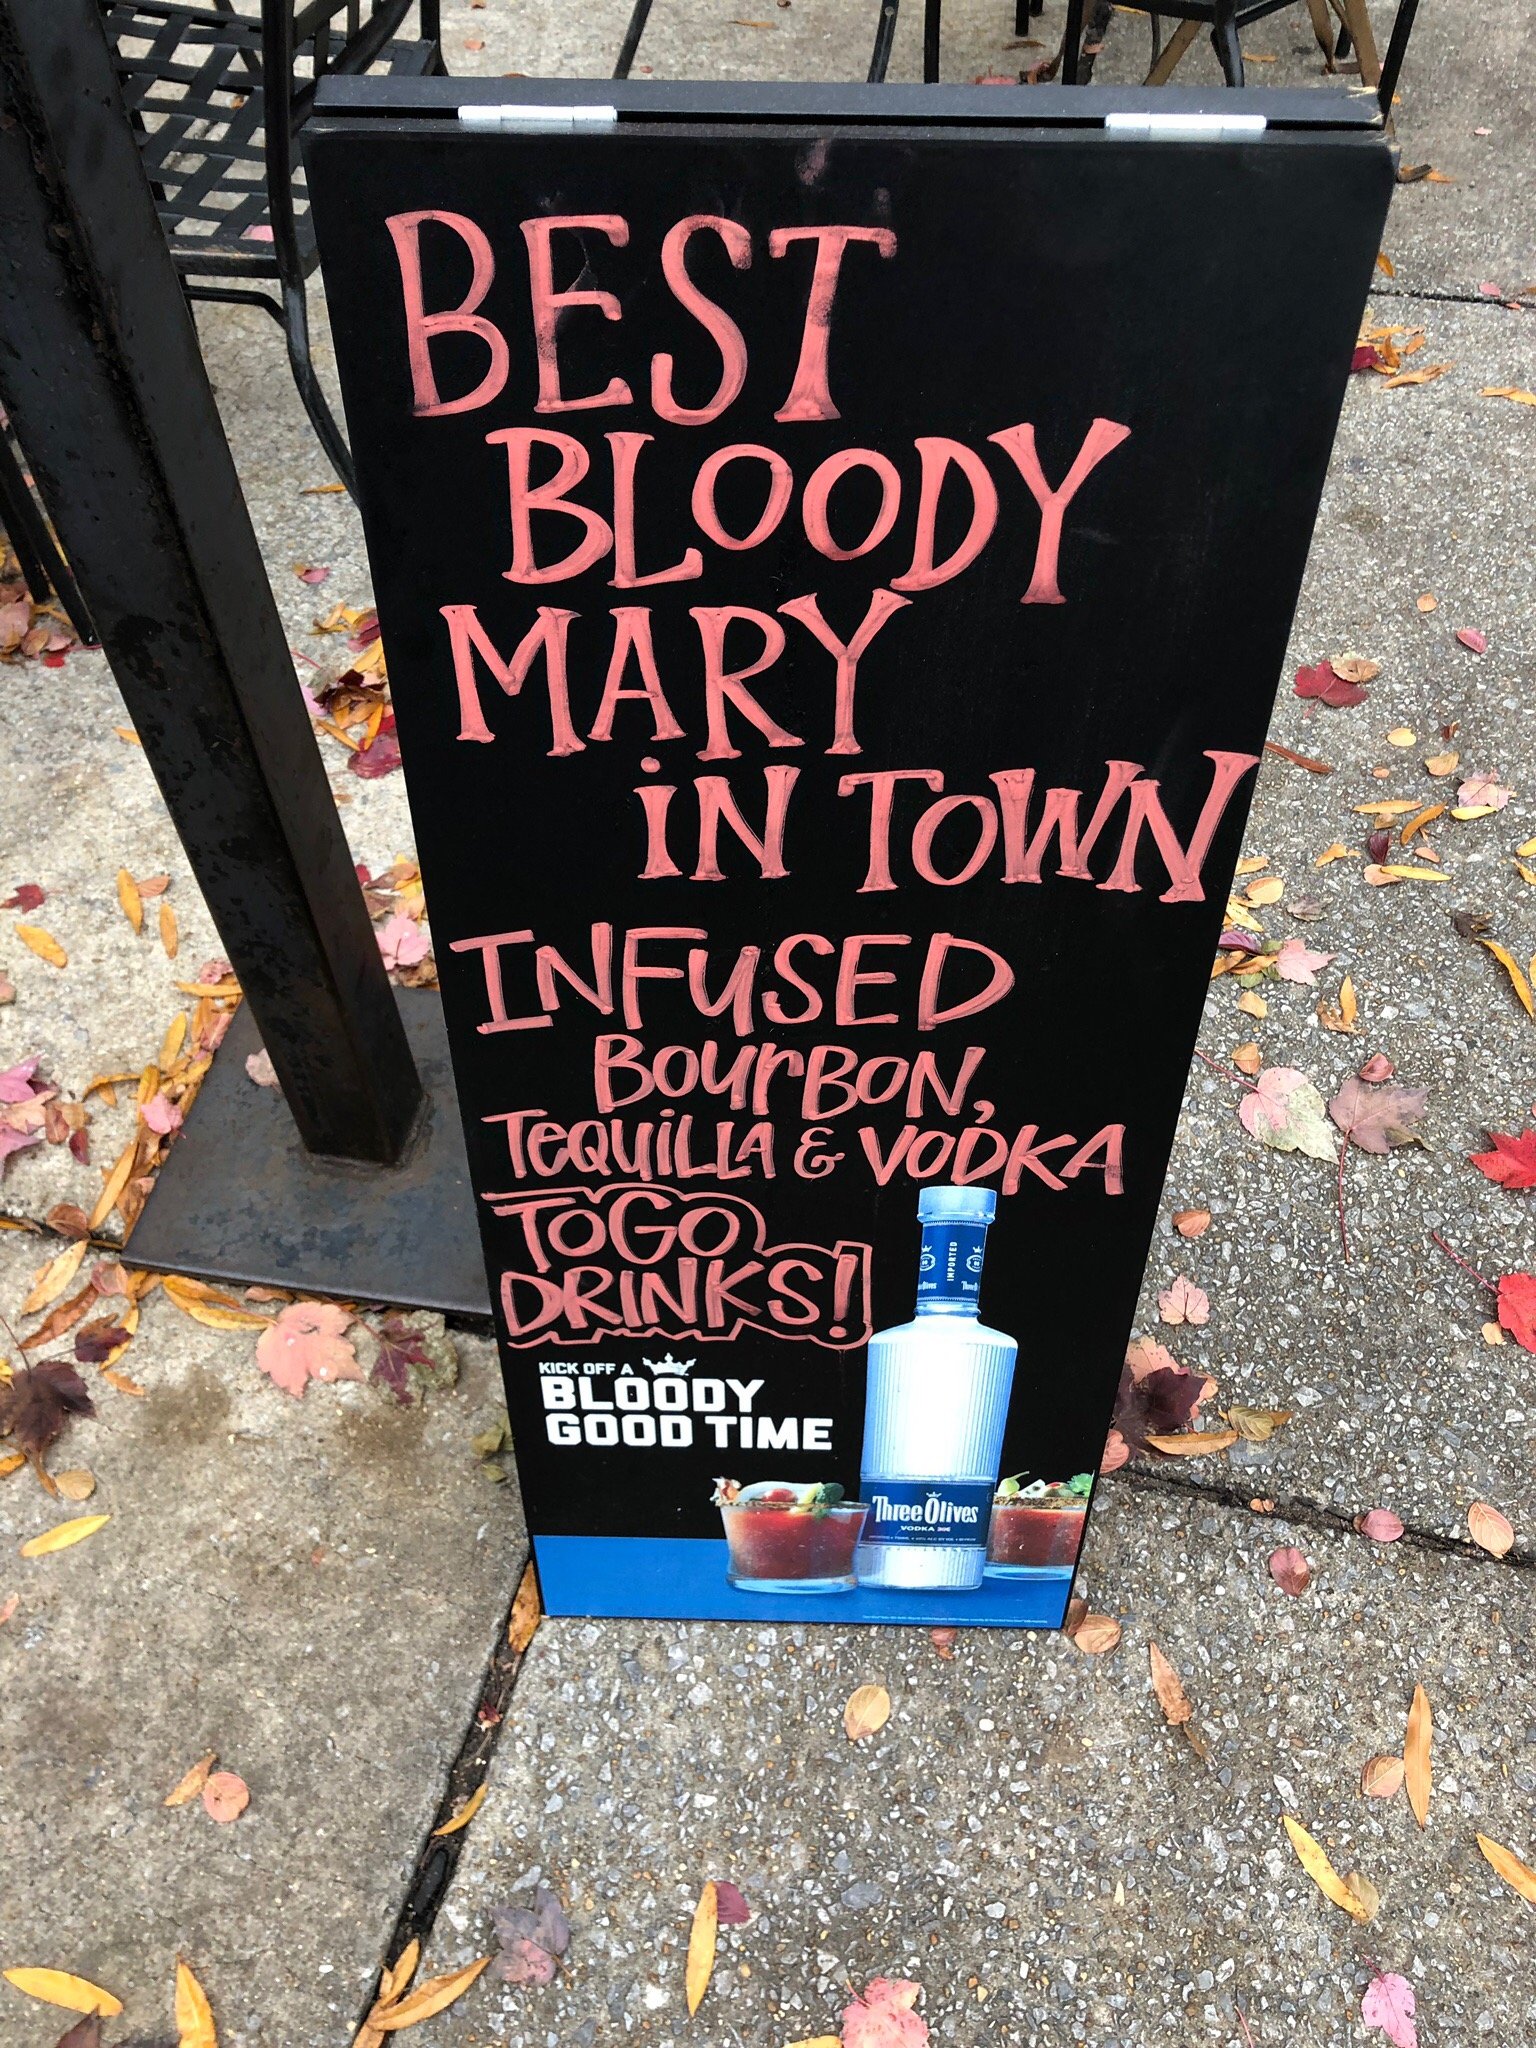 BEST
BLOODY
MARY
iN TOWN
INFUSED
BOURBON,
TEQUiLLA & VODKA
TOGO
DRINKS!
KICK OFF A
BLOODY
GOOD TIME
IMPORTED
Three Olives
VODKA